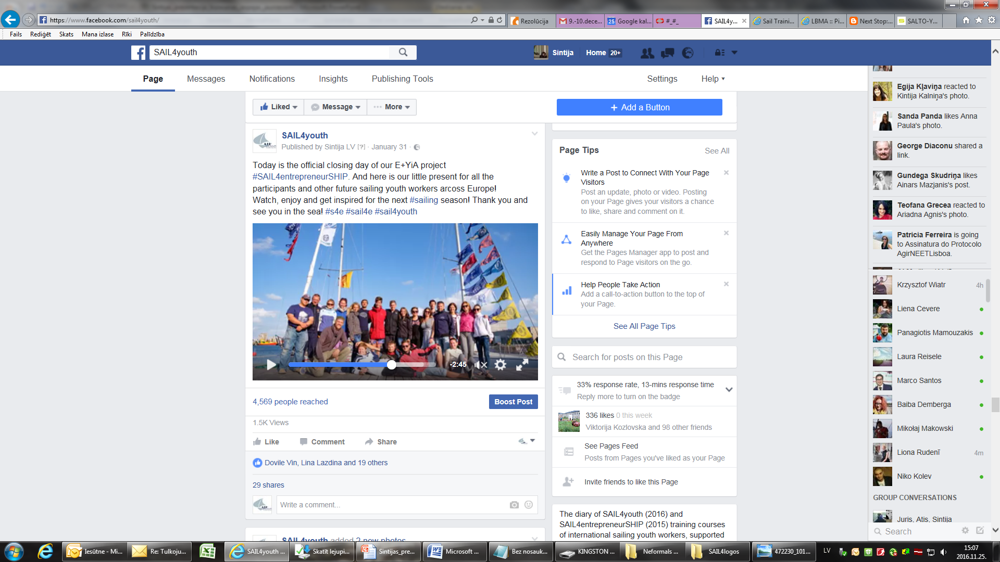 https://www.facebook.com/sail4youth/
Rezolūcija
9.-10.dece...
25 Google kal...
#_#_
SAIL4y...
Sail Traini...
LBMA :: Pi...
Next Stop:...
SALTO-Y...
Fails Rediģēt Skats Mana izlase Rīki Palīdzība
SAIL4youth
Sintija Home 20+
Page Messages Notifications Insights Publishing Tools Settings Help
Liked Message More
+ Add a Button
SAIL4youth
Published by Sintija LV [?] · January 31 ·
Today is the official closing day of our E+YiA project
#SAIL4entrepreneurSHIP. And here is our little present for all the
participants and other future sailing youth workers arcoss Europe!
Watch, enjoy and get inspired for the next #sailing season! Thank you and
see you in the sea! #s4e #sail4e #sail4youth
-2:45
4,569 people reached
Boost Post
1.5K Views
Like Comment Share
Dovile Vin, Lina Lazdina and 19 others
29 shares
Write a comment...
SAIL4youth added 2 new photos
Page Tips See All
Write a Post to Connect With Your Page
Visitors
Post an update, photo or video. Posting
on your Page gives your visitors a chance
to like, share and comment on it.
Easily Manage Your Page From
Anywhere
Get the Pages Manager app to post and
respond to Page visitors on the go.
Help People Take Action
Add a call-to-action button to the top of
your Page.
See All Page Tips
Search for posts on this Page
33% response rate, 13-mins response time
Reply more to turn on the badge
336 likes 0 this week
Viktorija Kozlovska and 98 other friends
See Pages Feed
Posts from Pages you've liked as your Page
Invite friends to like this Page
The diary of SAIL4youth (2016) and
SAIL4entrepreneurSHIP (2015) training courses
of international sailing youth workers, supported
Egija Kļaviņa reacted to
Kintija Kalniņa's photo.
Sanda Panda likes Anna
Paula's photo.
George Diaconu shared a
link.
Gundega Skudriņa likes
Ainars Mazjanis's post.
Teofana Grecea reacted to
Ariadna Agnis's photo.
Patricia Ferreira is going
to Assinatura do Protocolo
AgirNEETLisboa.
Krzysztof Wiatr 4h
Liena Cevere
Panagiotis Mamouzakis
Laura Reisele
Marco Santos
Baiba Demberga
Mikołaj Makowski
Liona Rudenī 4m
Niko Kolev
GROUP CONVERSATIONS
Juris, Atis, Sintija
Search
Iesūtne - Mi...
Re: Tulkoju...
SAIL4youth ...
Skatīt lejupi...
Sintijas_pre...
Microsoft ...
Bez nosauk...
KINGSTON ...
Neformals ...
SAIL4logos
472230_101...
LV
15:07
2016.11.25.